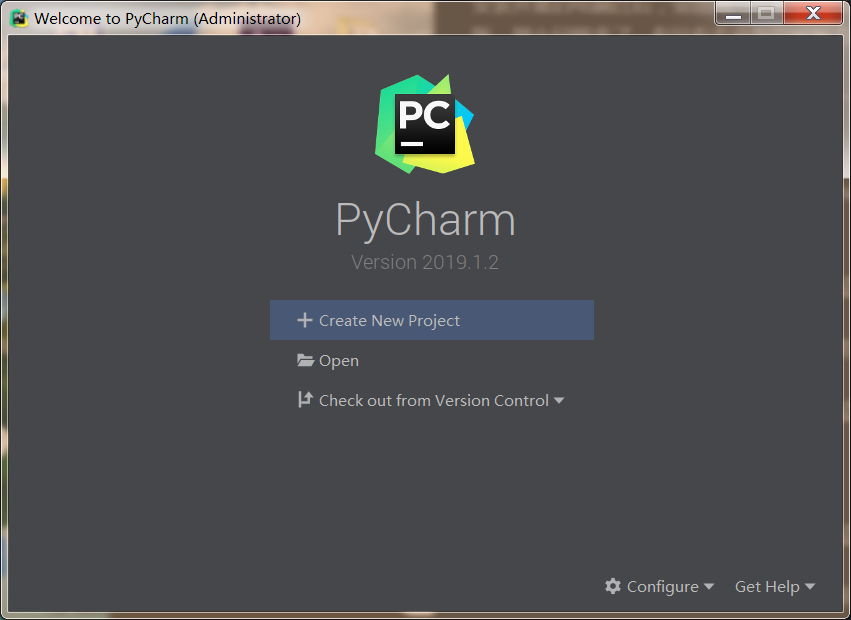 Welcome to PyCharm (Administrator)
PC
PyCharm
Version 2019.1.2
Create New Project
Open
Check out from Version Control
Configure
Get Help